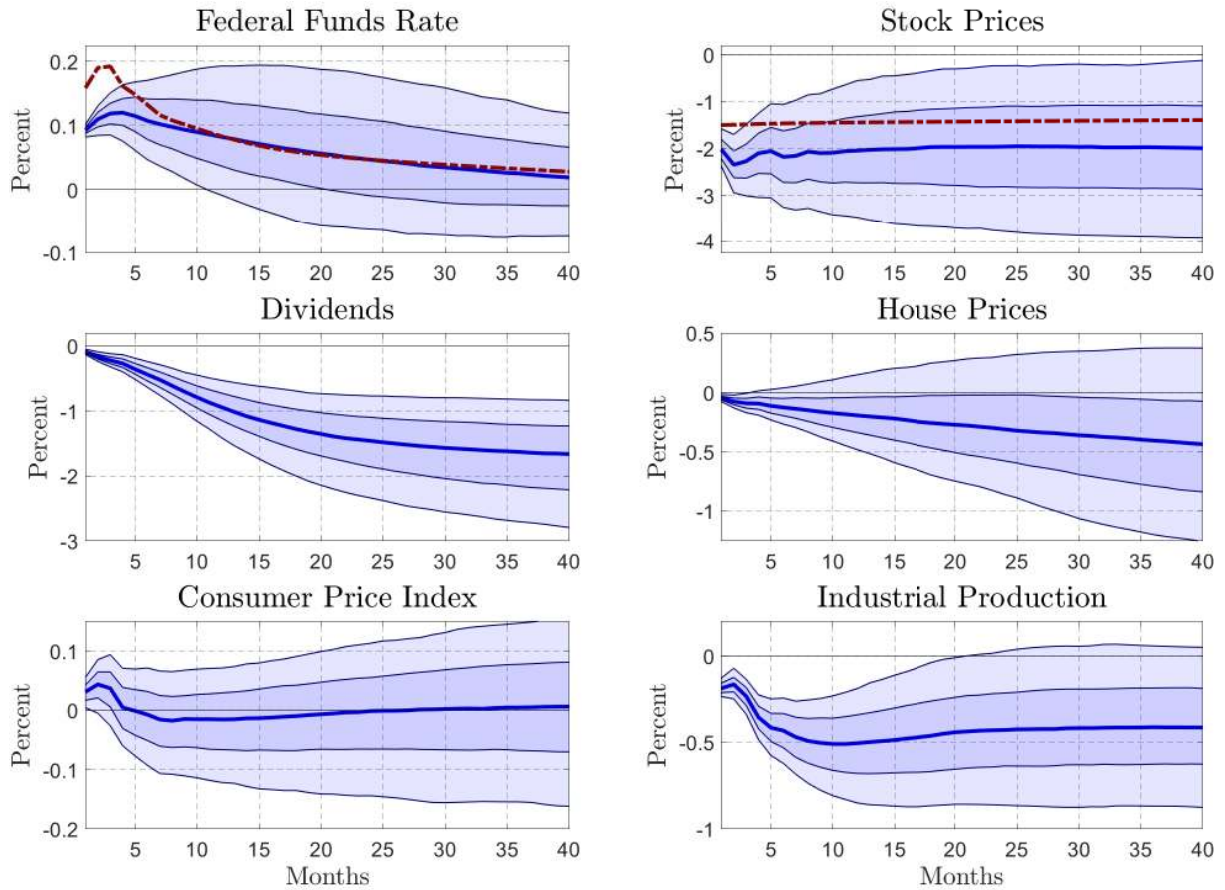 Federal Funds Rate
Percent
0.2
0.1
0
-0.1
5 10 15 20 25 30 35 40
Stock Prices
Percent
0
-1
-2
-3
-4
5 10 15 20 25 30 35 40
Dividends
Percent
0
-1
-2
-3
5 10 15 20 25 30 35 40
House Prices
Percent
0.5
0
-0.5
-1
5 10 15 20 25 30 35 40
Consumer Price Index
Percent
0.1
0
-0.1
-0.2
5 10 15 20 25 30 35 40
Months
Industrial Production
Percent
0
-0.5
-1
5 10 15 20 25 30 35 40
Months